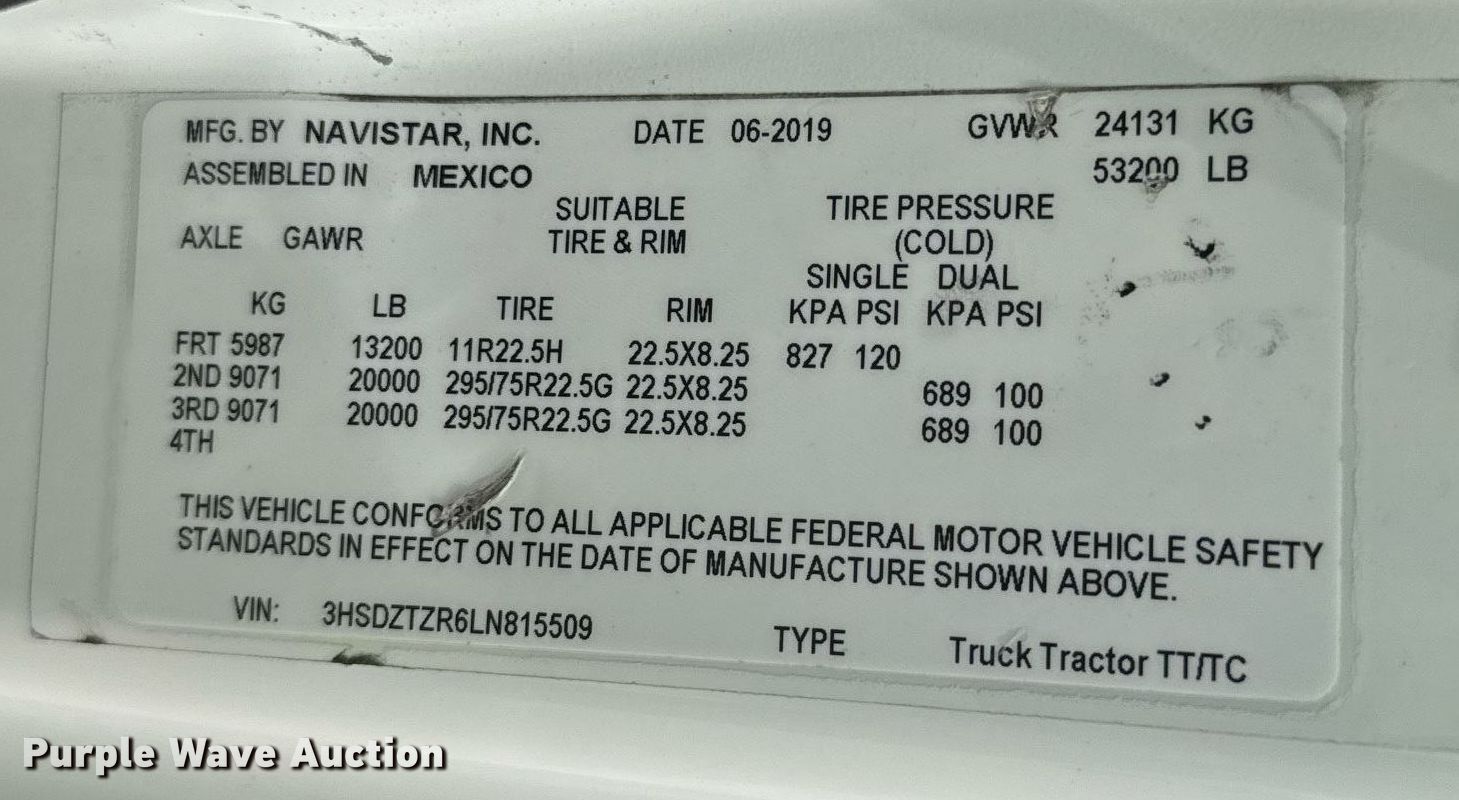 MFG. BY NAVISTAR, INC. DATE 06-2019 GVWR 24131 KG
ASSEMBLED IN MEXICO 53200 LB
SUITABLE TIRE PRESSURE
AXLE GAWR TIRE & RIM (COLD)
SINGLE DUAL
KG LB TIRE RIM KPA PSI KPA PSI
FRT 5987 13200 11R22.5H 22.5X8.25 827 120
2ND 9071 20000 295/75R22.5G 22.5X8.25 689 100
3RD 9071 20000 295/75R22.5G 22.5X8.25 689 100
4TH
THIS VEHICLE CONFORMS TO ALL APPLICABLE FEDERAL MOTOR VEHICLE SAFETY
STANDARDS IN EFFECT ON THE DATE OF MANUFACTURE SHOWN ABOVE.
VIN: 3HSDZTZR6LN815509 TYPE Truck Tractor TT/TC
Purple Wave Auction